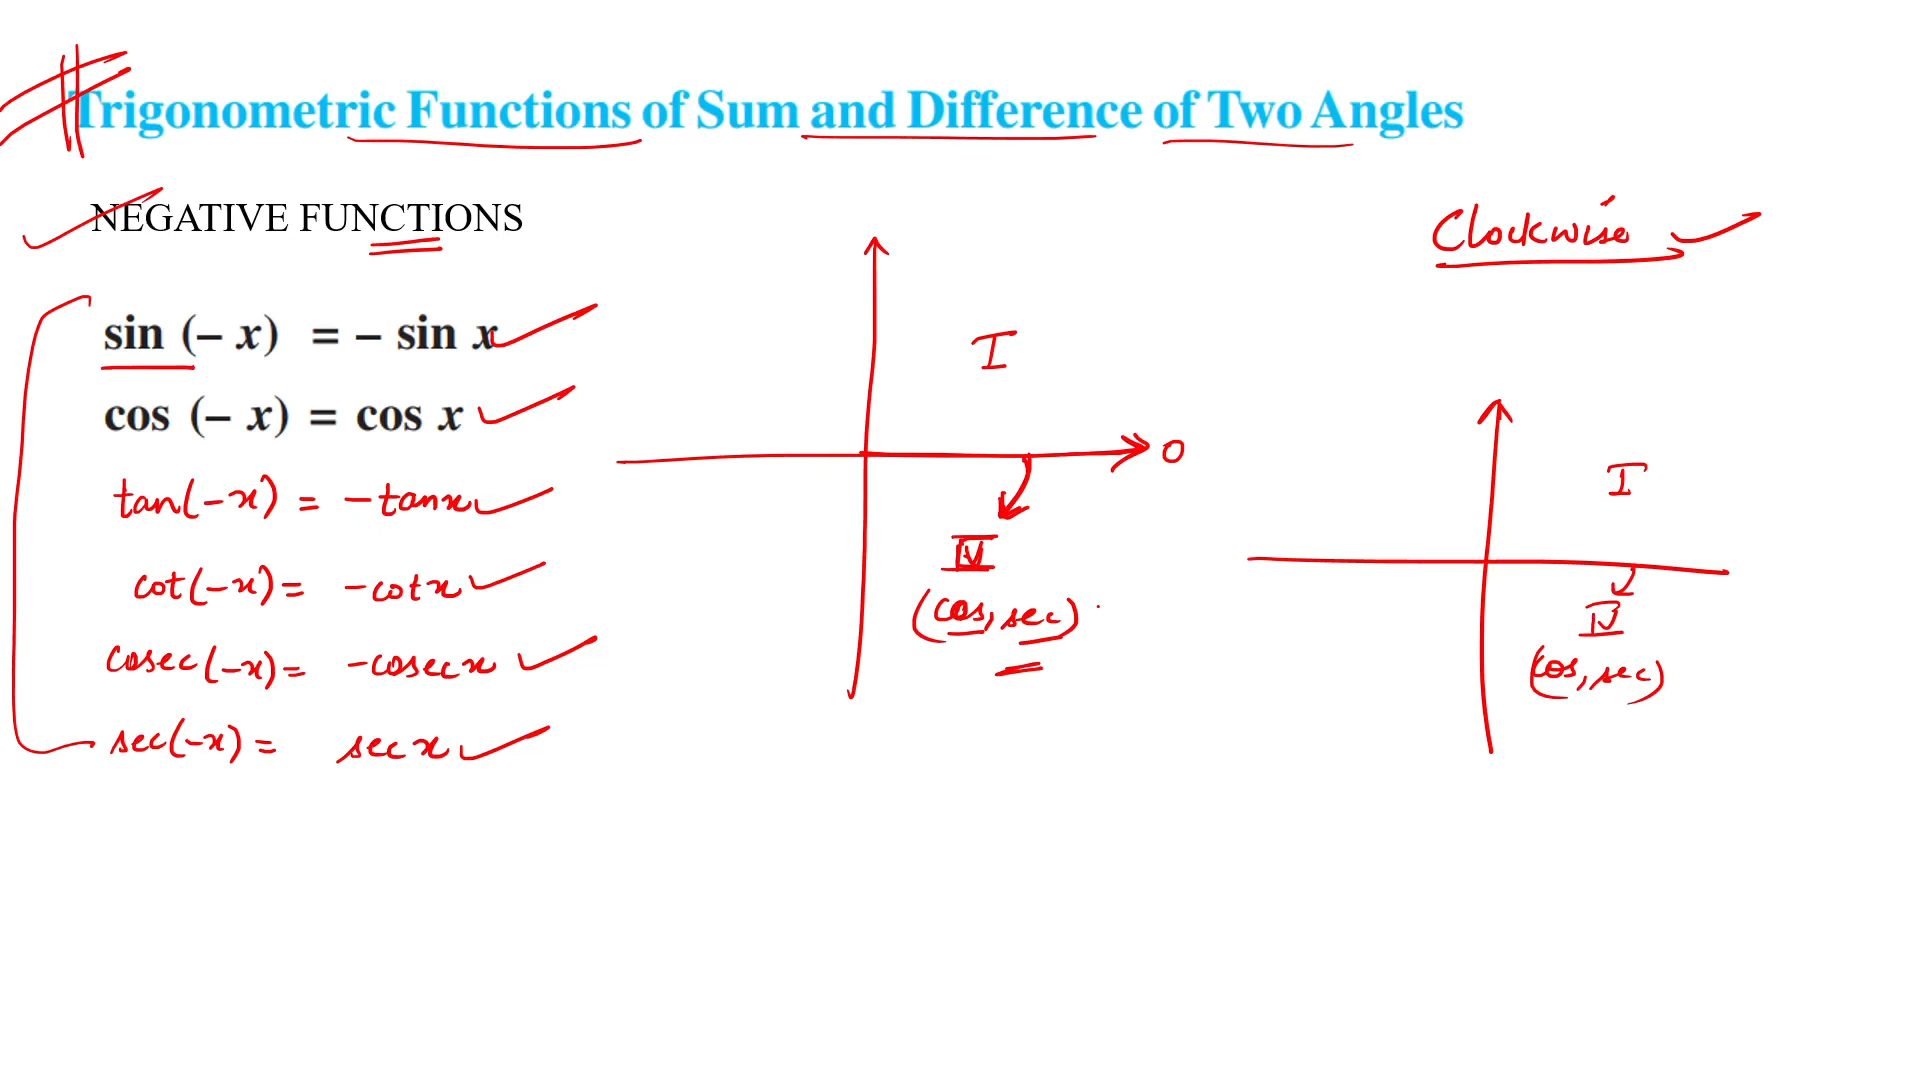 Trigonometric Functions of Sum and Difference of Two Angles
NEGATIVE FUNCTIONS
Clockwise
sin (– x) = – sin x
cos (– x) = cos x
tan(-x) = -tanx
cot(-x) = -cotx
cosec(-x) = -cosecx
sec(-x) = secx
I
0
IV
(cos, sec)
I
IV
(cos, sec)